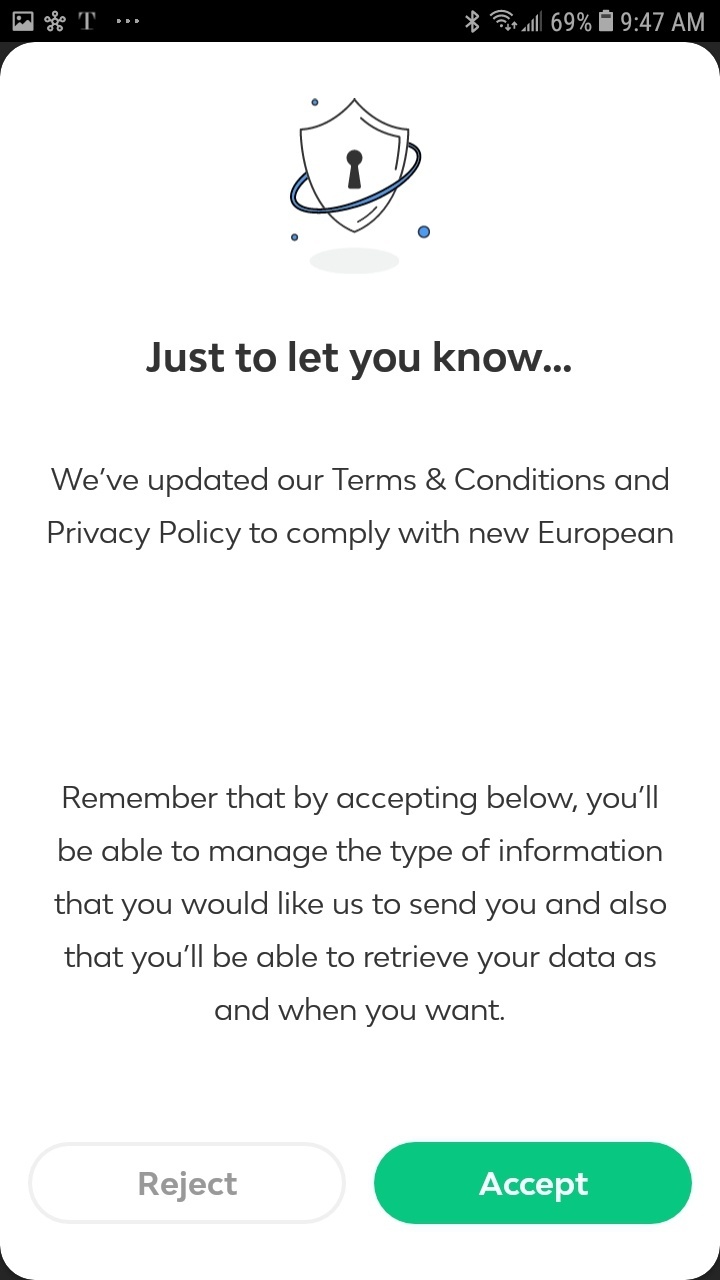 T ... 69% 9:47 AM
Just to let you know...
We've updated our Terms & Conditions and
Privacy Policy to comply with new European
Remember that by accepting below, you'll
be able to manage the type of information
that you would like us to send you and also
that you'll be able to retrieve your data as
and when you want.
Reject Accept